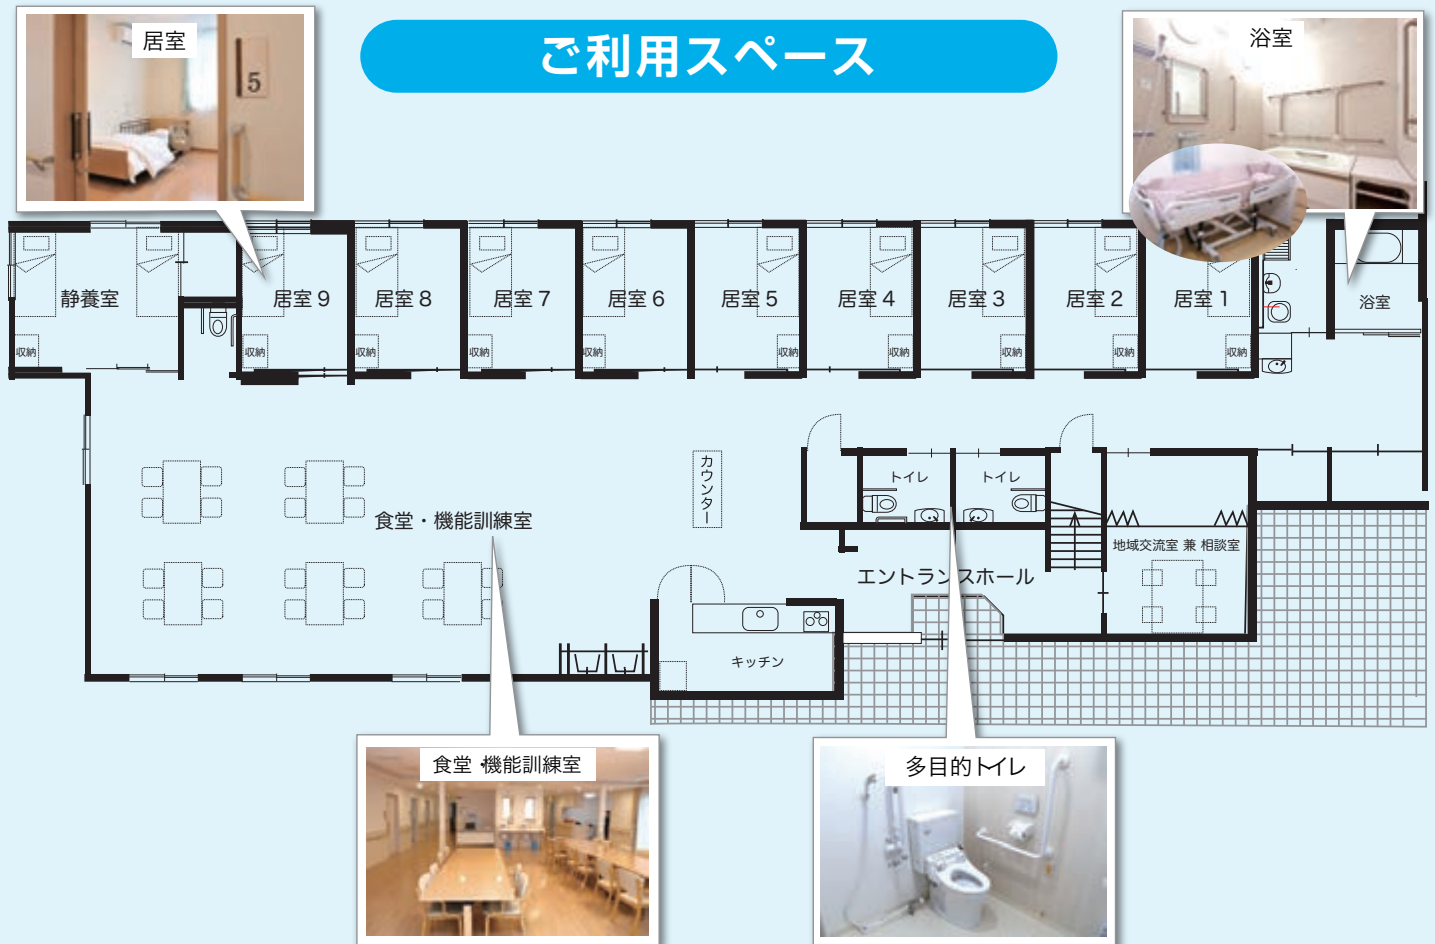 ご利用スペース
居室
5
浴室
静養室
居室9
居室8
居室7
居室6
居室5
居室4
居室3
居室2
居室1
浴室
収納
収納
収納
収納
収納
収納
収納
収納
収納
収納
カウンター
トイレ
トイレ
食堂・機能訓練室
地域交流室 兼 相談室
エントランスホール
キッチン
食堂・機能訓練室
多目的トイレ